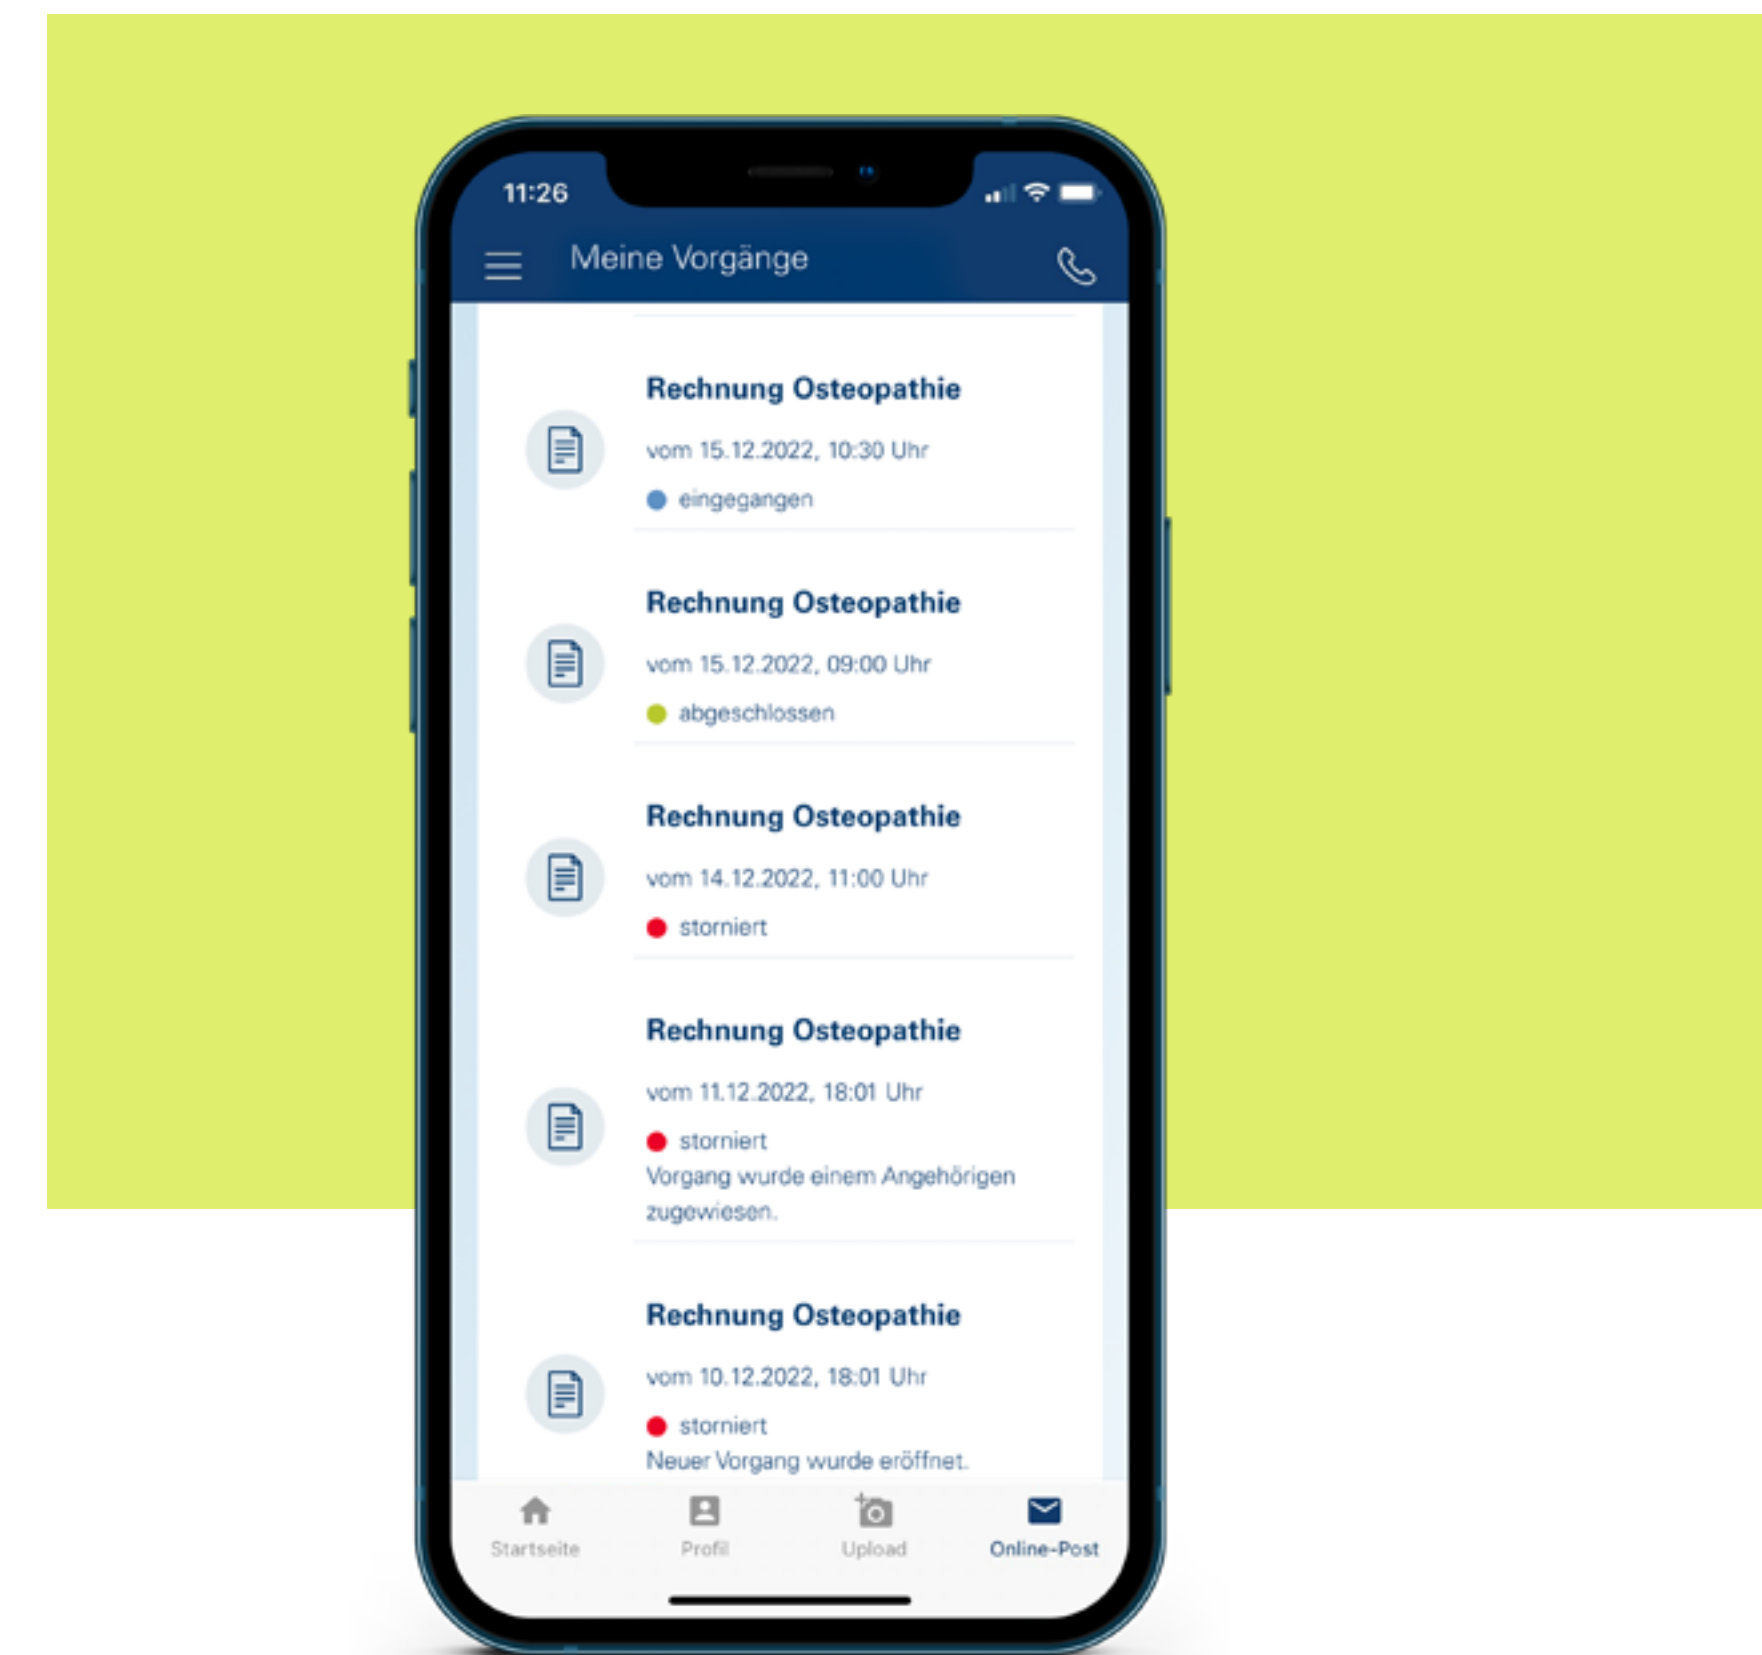 11:26
Meine Vorgänge
Rechnung Osteopathie
vom 15.12.2022, 10:30 Uhr
eingegangen
Rechnung Osteopathie
vom 15.12.2022, 09:00 Uhr
abgeschlossen
Rechnung Osteopathie
vom 14.12.2022, 11:00 Uhr
storniert
Rechnung Osteopathie
vom 11.12.2022, 18:01 Uhr
storniert
Vorgang wurde einem Angehörigen
zugewiesen.
Rechnung Osteopathie
vom 10.12.2022, 18:01 Uhr
storniert
Neuer Vorgang wurde eröffnet.
Startseite Profil Upload Online-Post